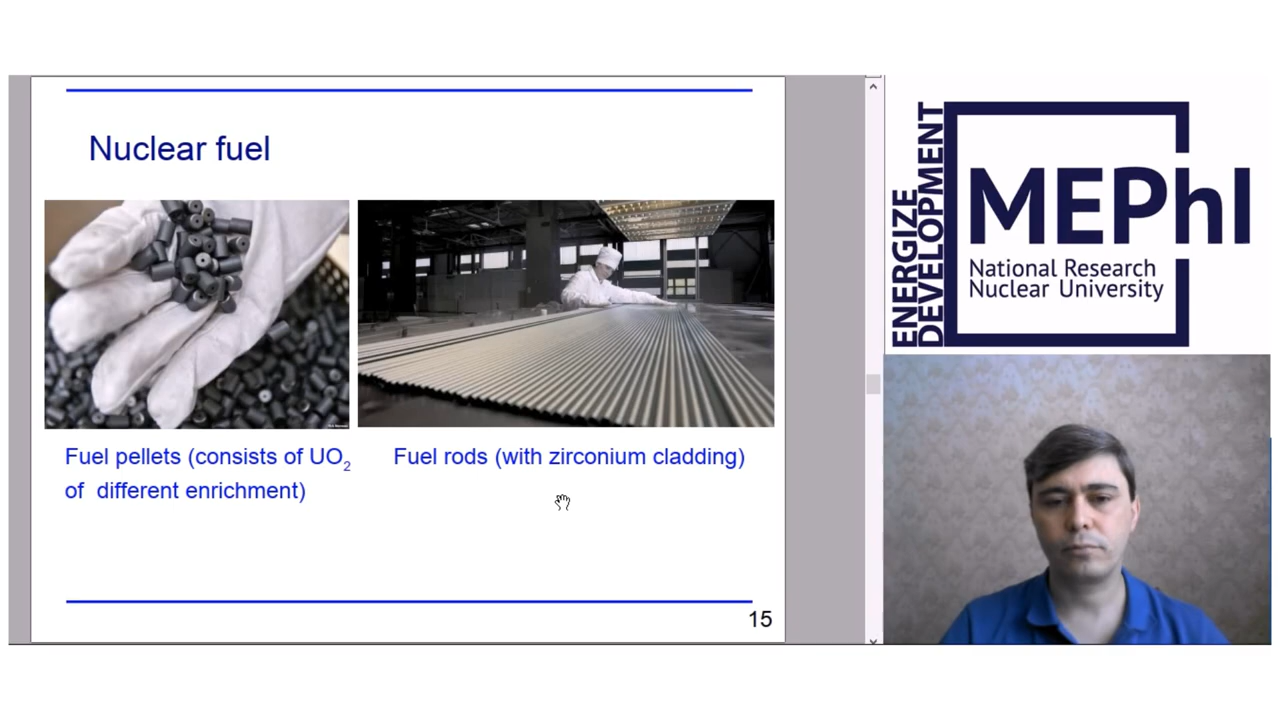 Nuclear fuel
Fuel pellets (consists of UO₂
of different enrichment)
Fuel rods (with zirconium cladding)
15
ENERGIZE
DEVELOPMENT
MEPhI
National Research
Nuclear University